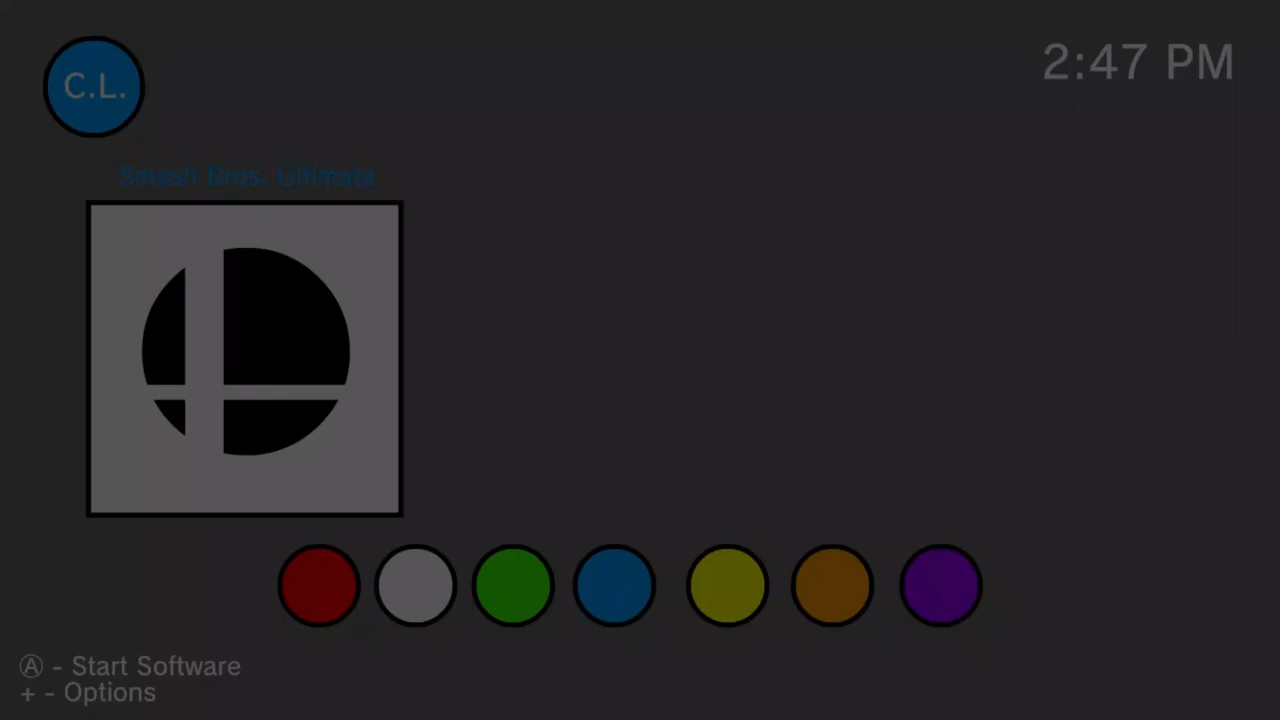 C.L.
2:47 PM
Smash Bros. Ultimate
Ⓐ - Start Software
+ - Options